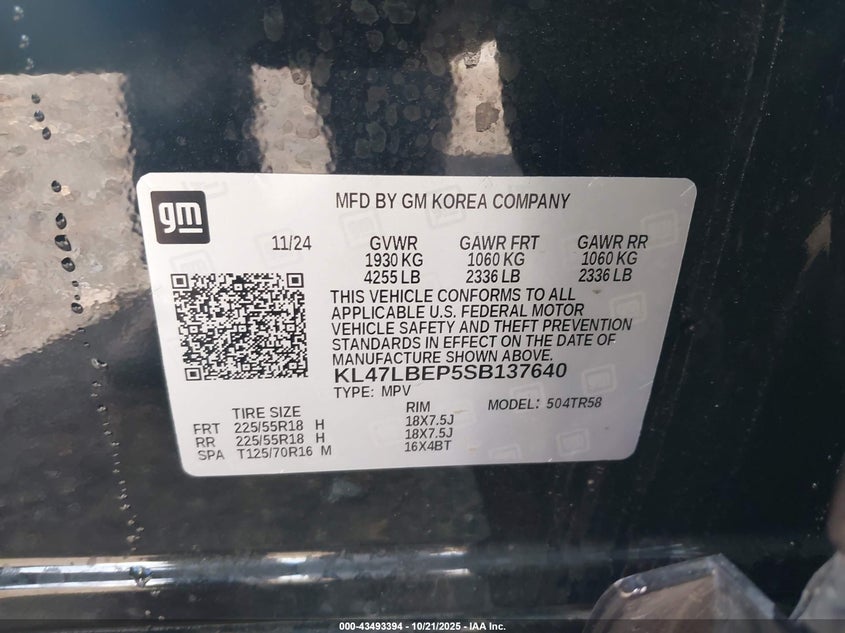 gm
MFD BY GM KOREA COMPANY
11/24 GVWR GAWR FRT GAWR RR
1930 KG 1060 KG 1060 KG
4255 LB 2336 LB 2336 LB
THIS VEHICLE CONFORMS TO ALL
APPLICABLE U.S. FEDERAL MOTOR
VEHICLE SAFETY AND THEFT PREVENTION
STANDARDS IN EFFECT ON THE DATE OF
MANUFACTURE SHOWN ABOVE.
KL47LBEP5SB137640
TYPE: MPV
TIRE SIZE RIM MODEL: 504TR58
FRT 225/55R18 H 18X7.5J
RR 225/55R18 H 18X7.5J
SPA T125/70R16 M 16X4BT
000-43493394 - 10/21/2025 - IAA Inc.